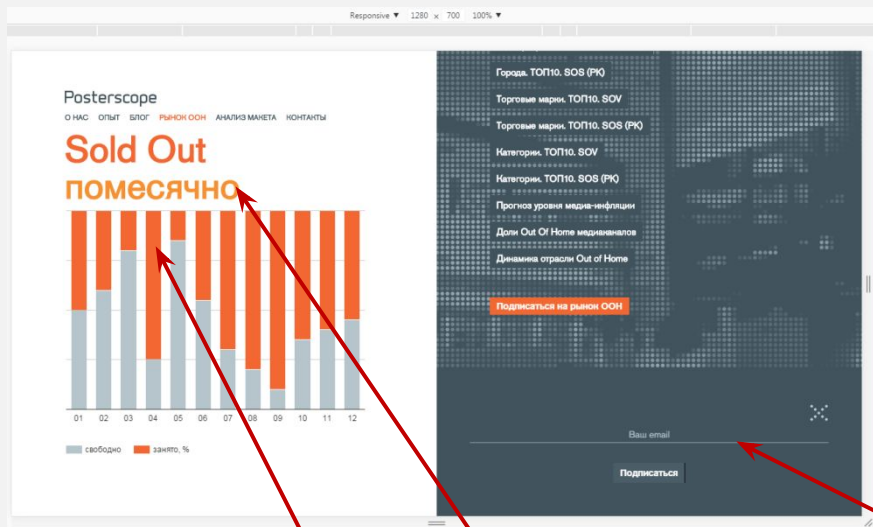 Responsive ▼ 1280 x 700 100% ▼
Posterscope
О НАС ОПЫТ БЛОГ РЫНОК ООН АНАЛИЗ МАКЕТА КОНТАКТЫ
Sold Out
помесячно
01 02 03 04 05 06 07 08 09 10 11 12
свободно занято, %
Города. ТОП10. SOS (РК)
Торговые марки. ТОП10. SOV
Торговые марки. ТОП10. SOS (РК)
Категории. ТОП10. SOV
Категории. ТОП10. SOS (РК)
Прогноз уровня медиа-инфляции
Доли Out Of Home медиаканалов
Динамика отрасли Out of Home
Подписаться на рынок ООН
Ваш email
Подписаться